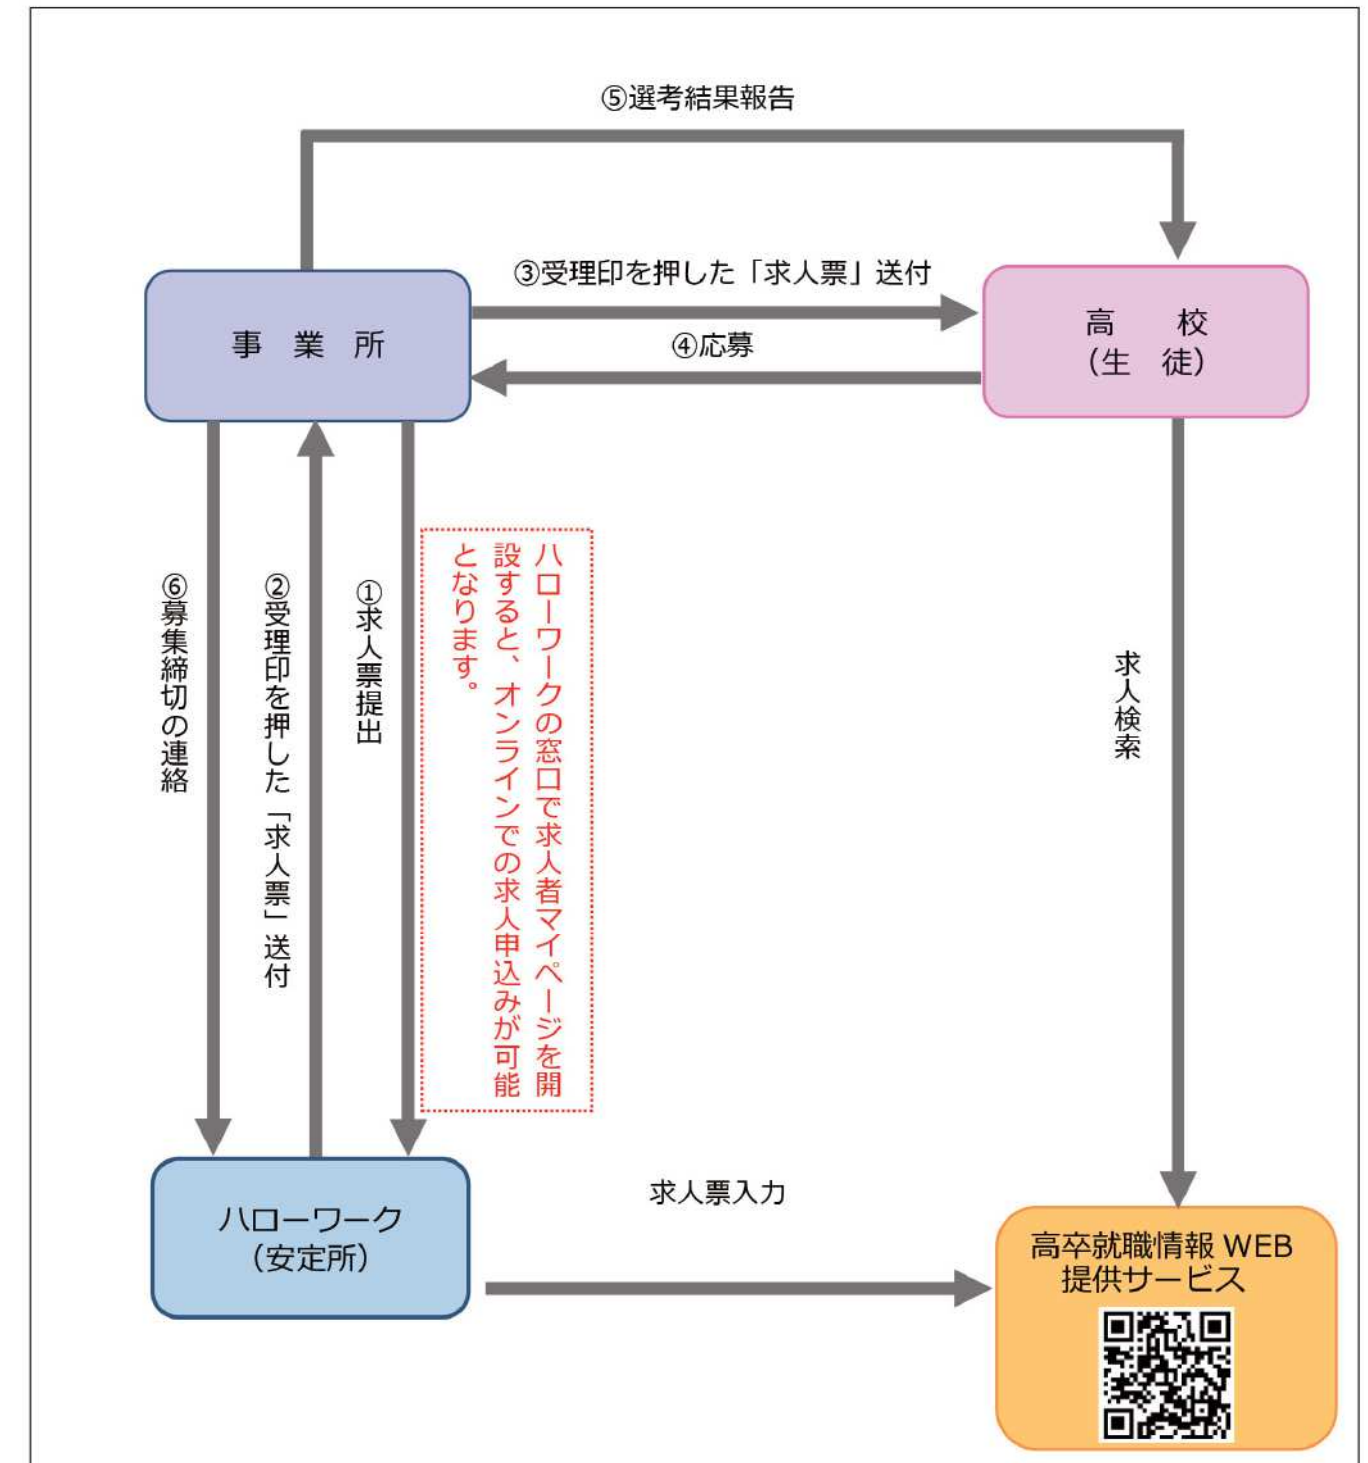 ⑤選考結果報告
③受理印を押した「求人票」送付
事　業　所
④応募
高　　校
（生　徒）
⑥募集締切の連絡
②受理印を押した「求人票」送付
①求人票提出
ハローワークの窓口で求人者マイページを開
設すると、オンラインでの求人申込みが可能
となります。
求人検索
ハローワーク
（安定所）
求人票入力
高卒就職情報 WEB
提供サービス